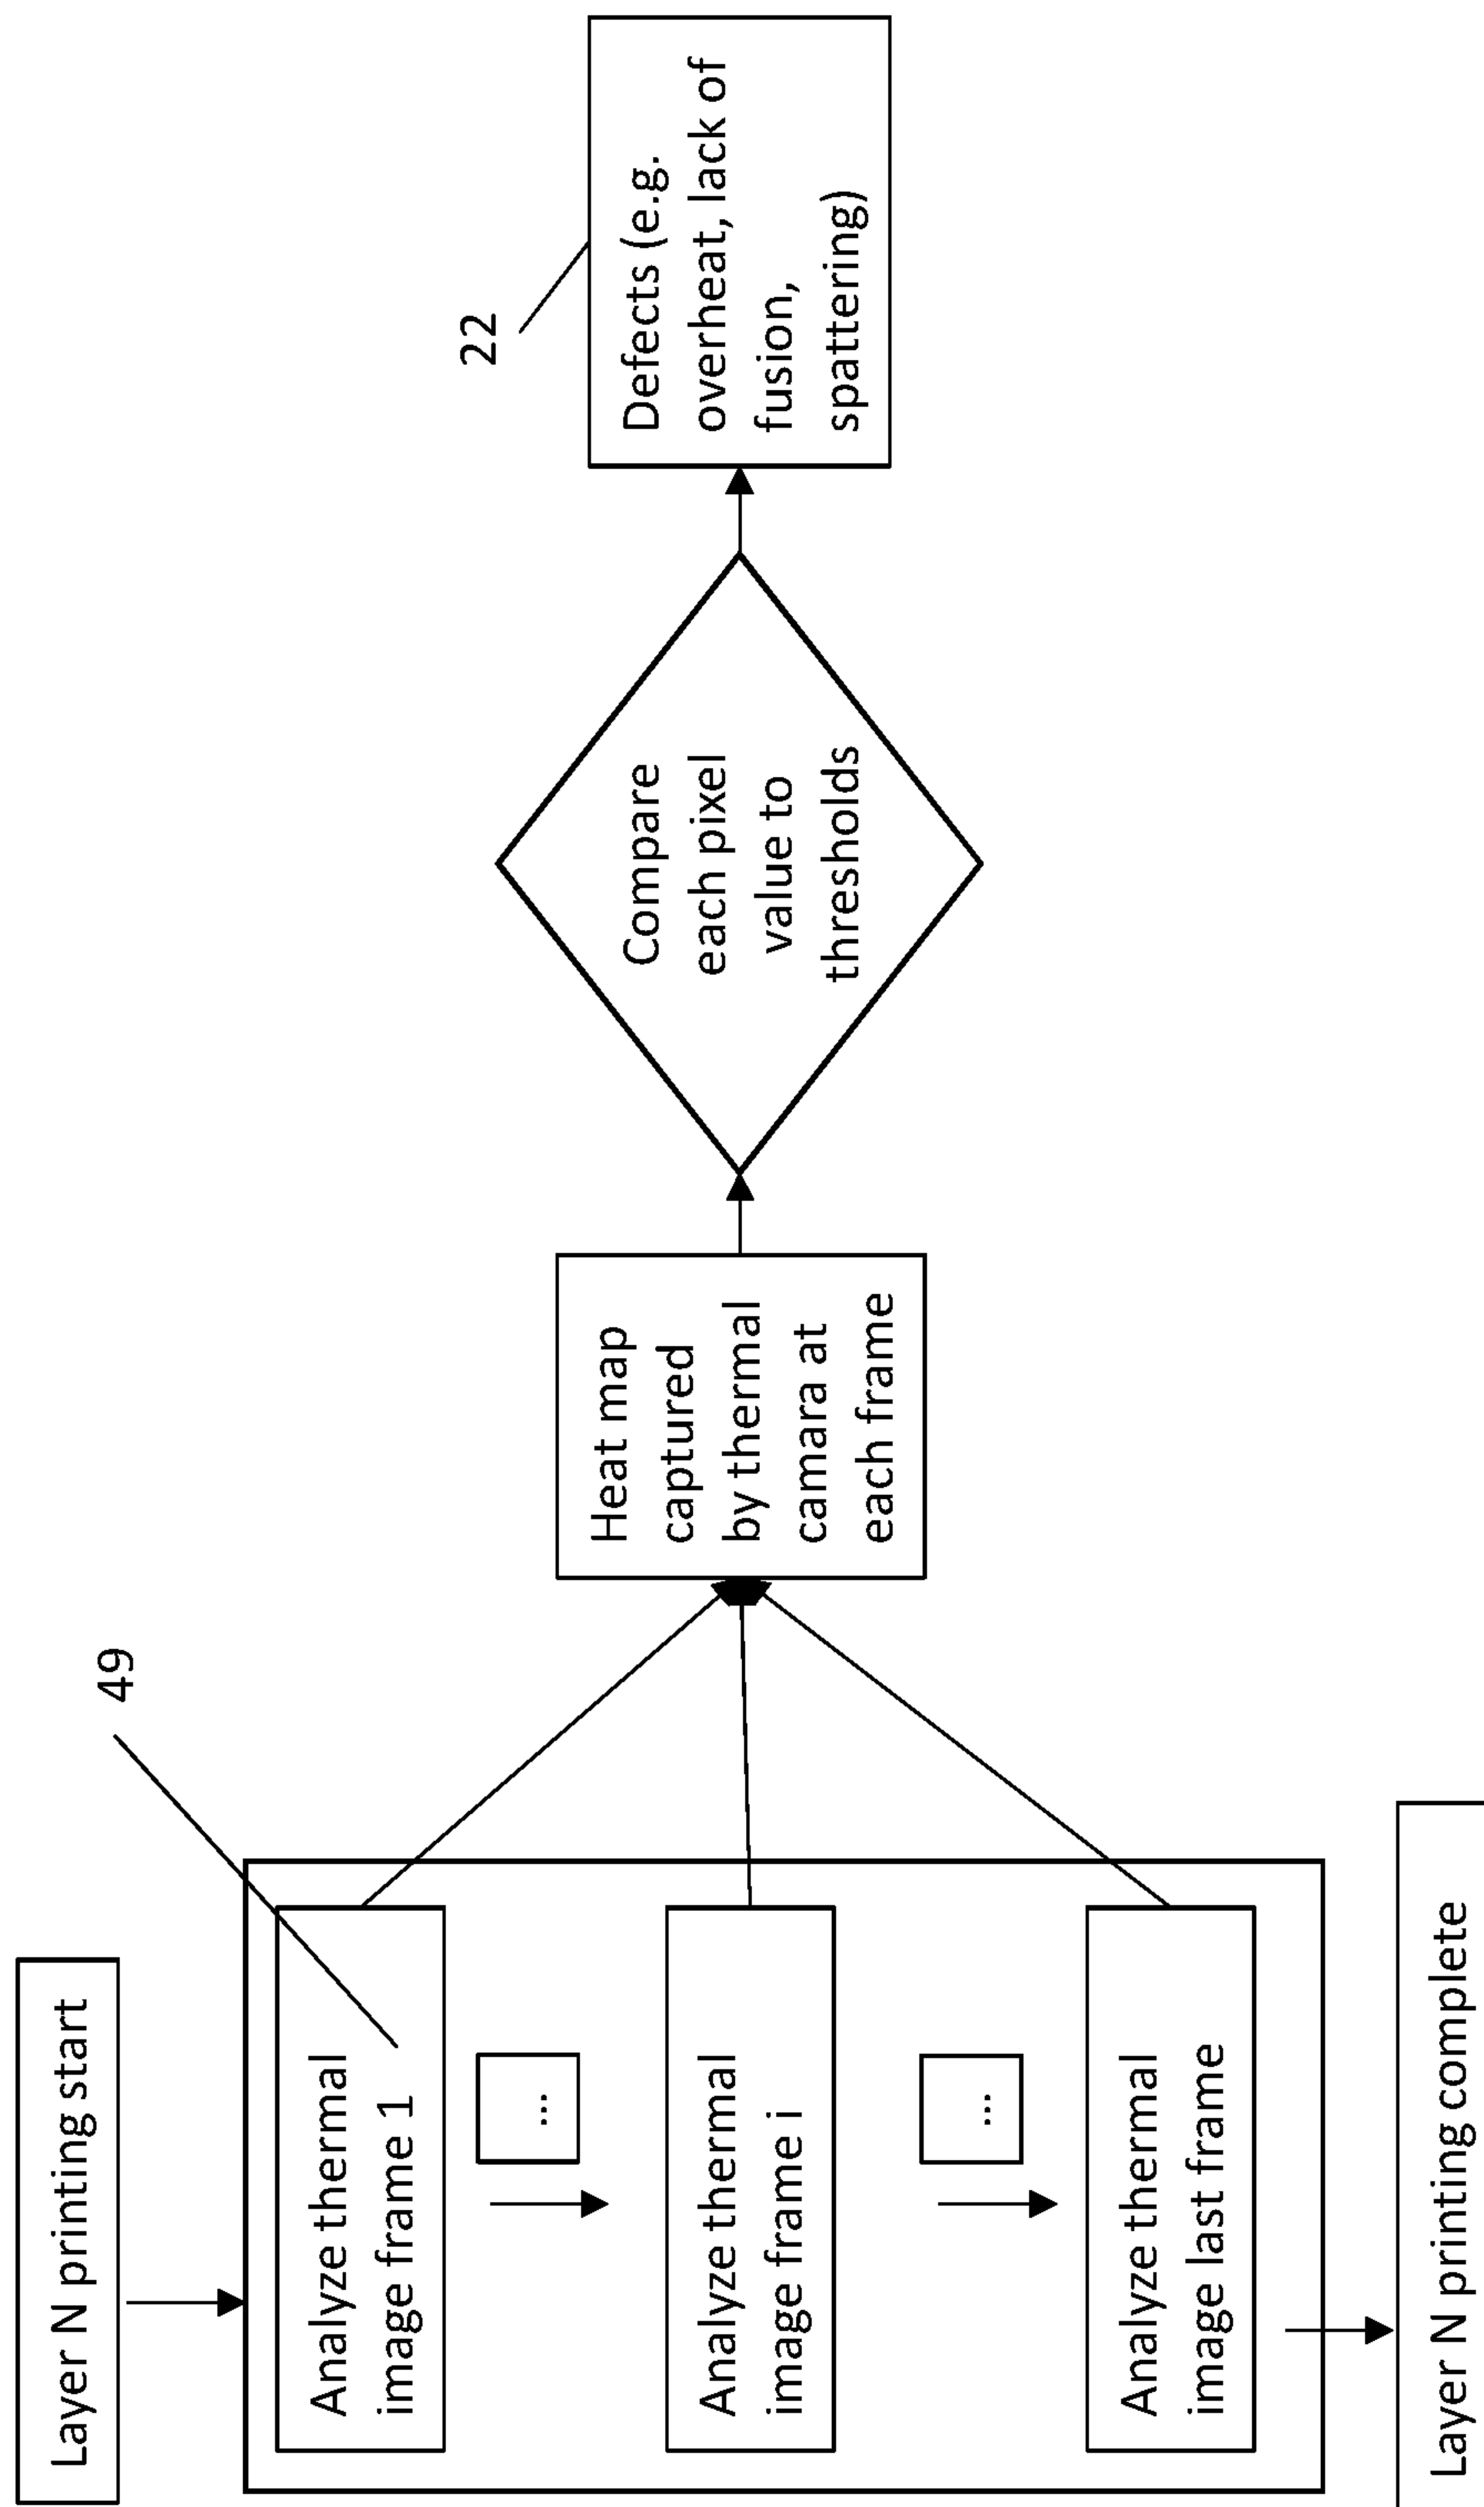 Layer N printing start
49
Analyze thermal
image frame 1
...
Analyze thermal
image frame i
...
Analyze thermal
image last frame
Layer N printing complete
Heat map
captured
by thermal
camara at
each frame
Compare
each pixel
value to
thresholds
22
Defects (e.g.
overheat, lack of
fusion,
spattering)